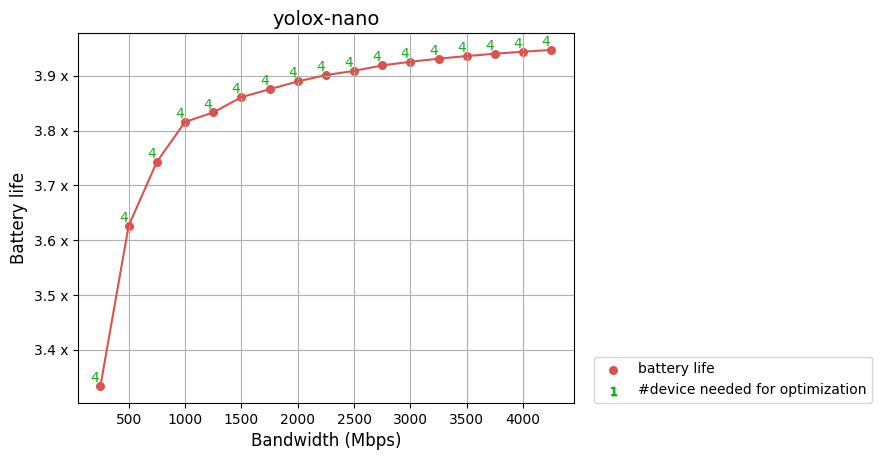 yolox-nano
Battery life
3.9 x
3.8 x
3.7 x
3.6 x
3.5 x
3.4 x
4 4 4 4 4 4 4 4 4 4 4 4 4 4 4 4 4
500 1000 1500 2000 2500 3000 3500 4000
Bandwidth (Mbps)
battery life
1 #device needed for optimization